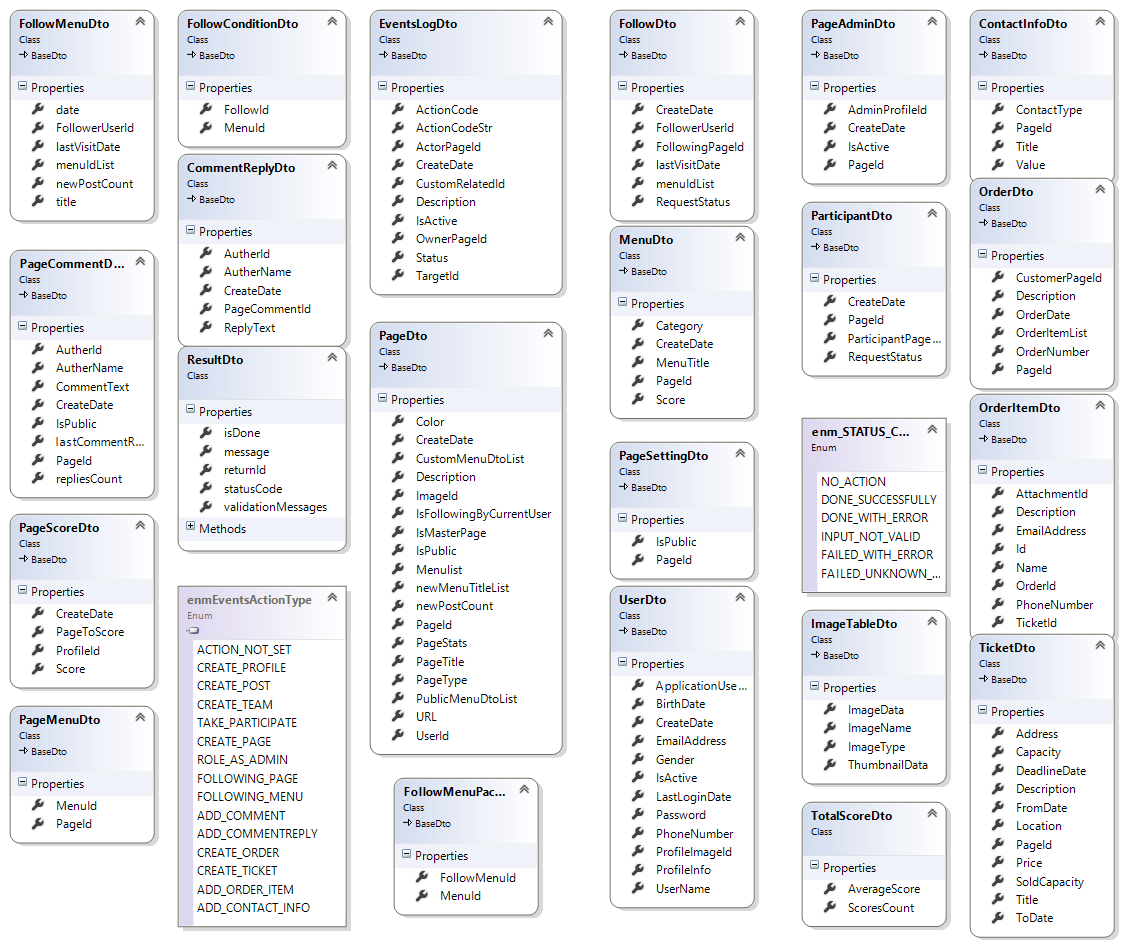 FollowMenuDto
Class
BaseDto
Properties
date
FollowerUserId
lastVisitDate
menuIdList
newPostCount
title
PageCommentD...
Class
BaseDto
Properties
AutherId
AutherName
CommentText
CreateDate
IsPublic
lastCommentR...
PageId
repliesCount
PageScoreDto
Class
BaseDto
Properties
CreateDate
PageToScore
ProfileId
Score
PageMenuDto
Class
BaseDto
Properties
MenuId
PageId
FollowConditionDto
Class
BaseDto
Properties
FollowId
MenuId
CommentReplyDto
Class
BaseDto
Properties
AutherId
AutherName
CreateDate
PageCommentId
ReplyText
ResultDto
Class
Properties
isDone
message
returnId
statusCode
validationMessages
Methods
enmEventsActionType
Enum
ACTION_NOT_SET
CREATE_PROFILE
CREATE_POST
CREATE_TEAM
TAKE_PARTICIPATE
CREATE_PAGE
ROLE_AS_ADMIN
FOLLOWING_PAGE
FOLLOWING_MENU
ADD_COMMENT
ADD_COMMENTREPLY
CREATE_ORDER
CREATE_TICKET
ADD_ORDER_ITEM
ADD_CONTACT_INFO
EventsLogDto
Class
BaseDto
Properties
ActionCode
ActionCodeStr
ActorPageId
CreateDate
CustomRelatedId
Description
IsActive
OwnerPageId
Status
TargetId
PageDto
Class
BaseDto
Properties
Color
CreateDate
CustomMenuDtoList
Description
ImageId
IsFollowingByCurrentUser
IsMasterPage
IsPublic
Menulist
newMenuTitleList
newPostCount
PageId
PageStats
PageTitle
PageType
PublicMenuDtoList
URL
UserId
FollowMenuPac...
Class
BaseDto
Properties
FollowMenuId
MenuId
FollowDto
Class
BaseDto
Properties
CreateDate
FollowerUserId
FollowingPageId
lastVisitDate
menuIdList
RequestStatus
MenuDto
Class
BaseDto
Properties
Category
CreateDate
MenuTitle
PageId
Score
PageSettingDto
Class
BaseDto
Properties
IsPublic
PageId
UserDto
Class
BaseDto
Properties
ApplicationUse...
BirthDate
CreateDate
EmailAddress
Gender
IsActive
LastLoginDate
Password
PhoneNumber
ProfileImageId
ProfileInfo
UserName
PageAdminDto
Class
BaseDto
Properties
AdminProfileId
CreateDate
IsActive
PageId
ParticipantDto
Class
BaseDto
Properties
CreateDate
PageId
ParticipantPage...
RequestStatus
enm_STATUS_C...
Enum
NO_ACTION
DONE_SUCCESSFULLY
DONE_WITH_ERROR
INPUT_NOT_VALID
FAILED_WITH_ERROR
FAILED_UNKNOWN_...
ImageTableDto
Class
BaseDto
Properties
ImageData
ImageName
ImageType
ThumbnailData
TotalScoreDto
Class
Properties
AverageScore
ScoresCount
ContactInfoDto
Class
BaseDto
Properties
ContactType
PageId
Title
Value
OrderDto
Class
BaseDto
Properties
CustomerPageId
Description
OrderDate
OrderItemList
OrderNumber
PageId
OrderItemDto
Class
BaseDto
Properties
AttachmentId
Description
EmailAddress
Id
Name
OrderId
PhoneNumber
TicketId
TicketDto
Class
BaseDto
Properties
Address
Capacity
DeadlineDate
Description
FromDate
Location
PageId
Price
SoldCapacity
Title
ToDate